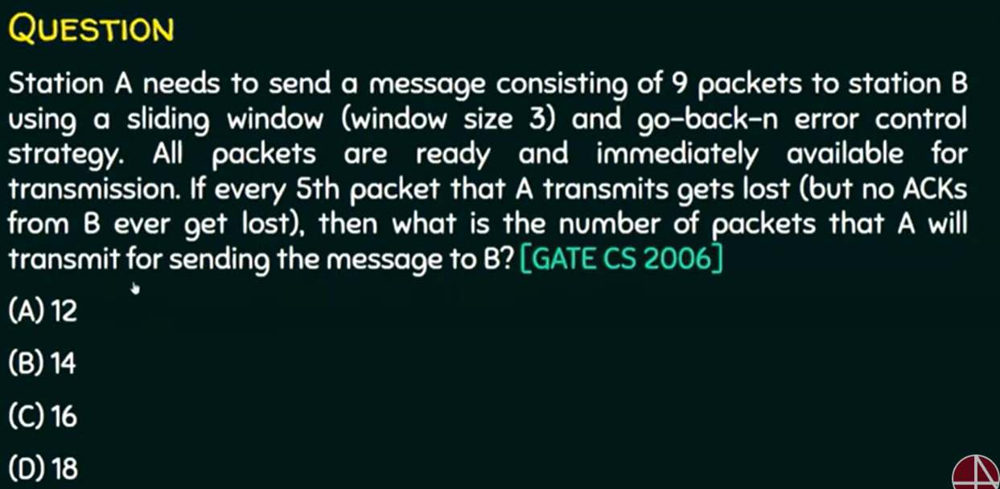 QUESTION
Station A needs to send a message consisting of 9 packets to station B
using a sliding window (window size 3) and go-back-n error control
strategy. All packets are ready and immediately available for
transmission. If every 5th packet that A transmits gets lost (but no ACKs
from B ever get lost), then what is the number of packets that A will
transmit for sending the message to B? [GATE CS 2006]
(A) 12
(B) 14
(C) 16
(D) 18